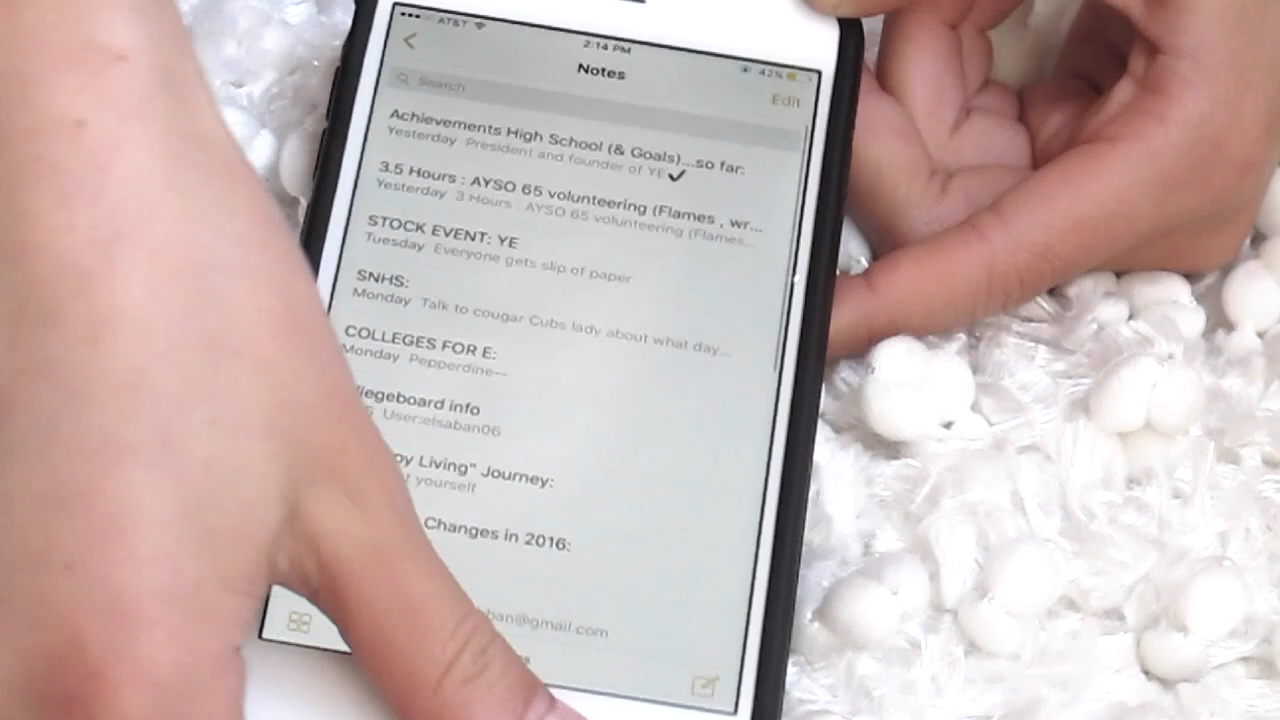 AT&T
2:14 PM
42%
Notes
Edit
Search
Achievements High School (& Goals)...so far:
Yesterday President and founder of YE✔
3.5 Hours : AYSO 65 volunteering (Flames , wr...
Yesterday 3 Hours : AYSO 65 volunteering (Flames...
STOCK EVENT: YE
Tuesday Everyone gets slip of paper
SNHS:
Monday Talk to cougar Cubs lady about what day...
COLLEGES FOR E:
Monday Pepperdine--
llegeboard info
User:elsaban06
py Living" Journey:
yourself
Changes in 2016:
ban@gmail.com